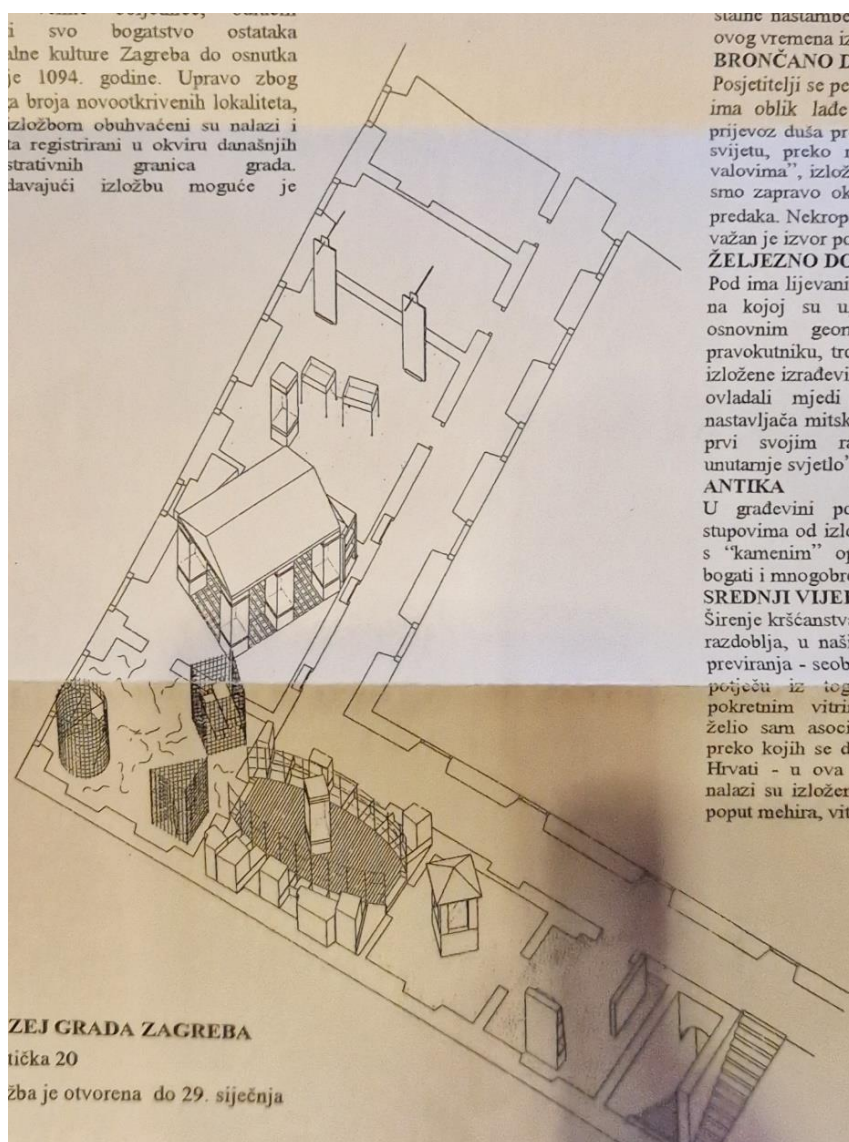 i svo bogatstvo ostataka
alne kulture Zagreba do osnutka
je 1094. godine. Upravo zbog
a broja novootkrivenih lokaliteta,
izložbom obuhvaćeni su nalazi i
ta registrirani u okviru današnjih
strativnih granica grada.
davajući izložbu moguće je
stalne nastambe
ovog vremena iz
BRONČANO D
Posjetitelji se pe
ima oblik lađe
prijevoz duša pr
svijetu, preko
valovima”, izlož
smo zapravo ok
predaka. Nekrop
važan je izvor po
ŽELJEZNO DO
Pod ima lijevani
na kojoj su u
osnovnim geon
pravokutniku, tro
izložene izrađevi
ovladali mjedi
nastavljača mitsk
prvi svojim ra
unutarnje svjetlo”
ANTIKA
U građevini po
stupovima od izlo
s “kamenim” op
bogati i mnogobro
SREDNJI VIJEK
Širenje kršćanstva
razdoblja, u naši
previranja - seob
potječu iz tog
pokretnim vitri
želio sam asoci
preko kojih se d
Hrvati - u ova
nalazi su izložen
poput mehira, vit
ZEJ GRADA ZAGREBA
tička 20
žba je otvorena do 29. siječnja